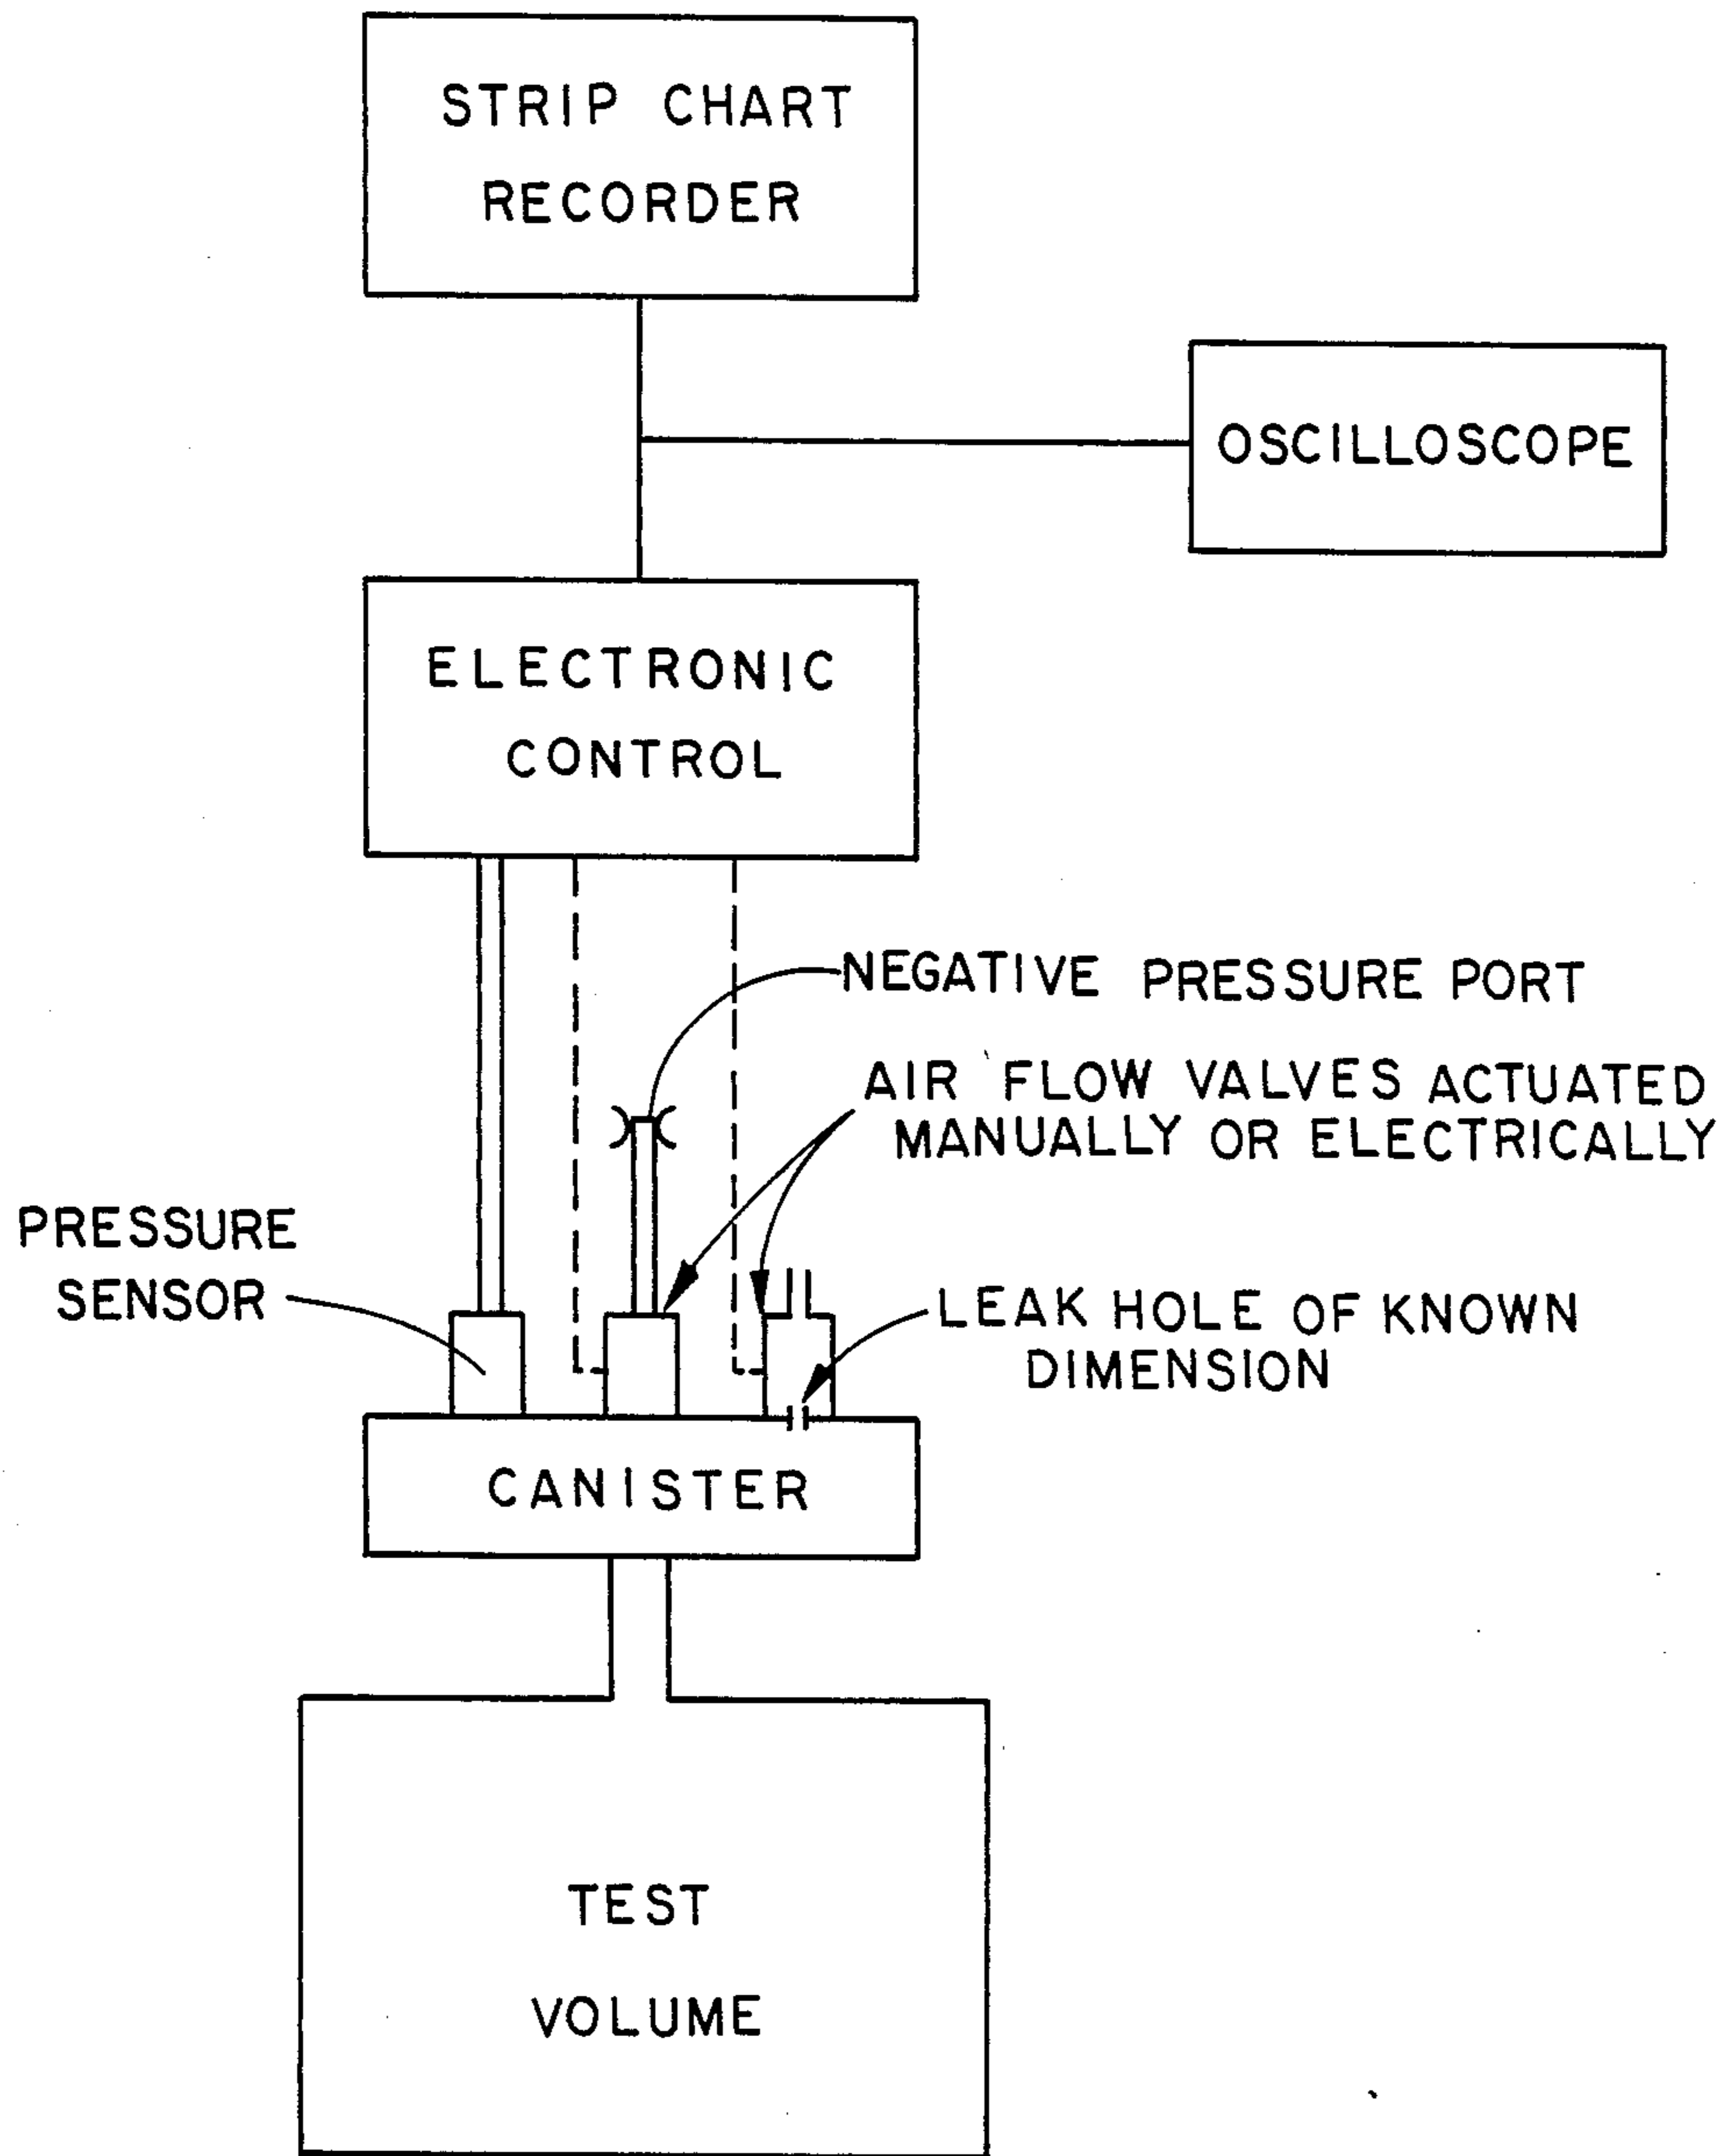 STRIP CHART
RECORDER
OSCILLOSCOPE
ELECTRONIC
CONTROL
NEGATIVE PRESSURE PORT
AIR FLOW VALVES ACTUATED
MANUALLY OR ELECTRICALLY
PRESSURE
SENSOR
LEAK HOLE OF KNOWN
DIMENSION
CANISTER
TEST
VOLUME